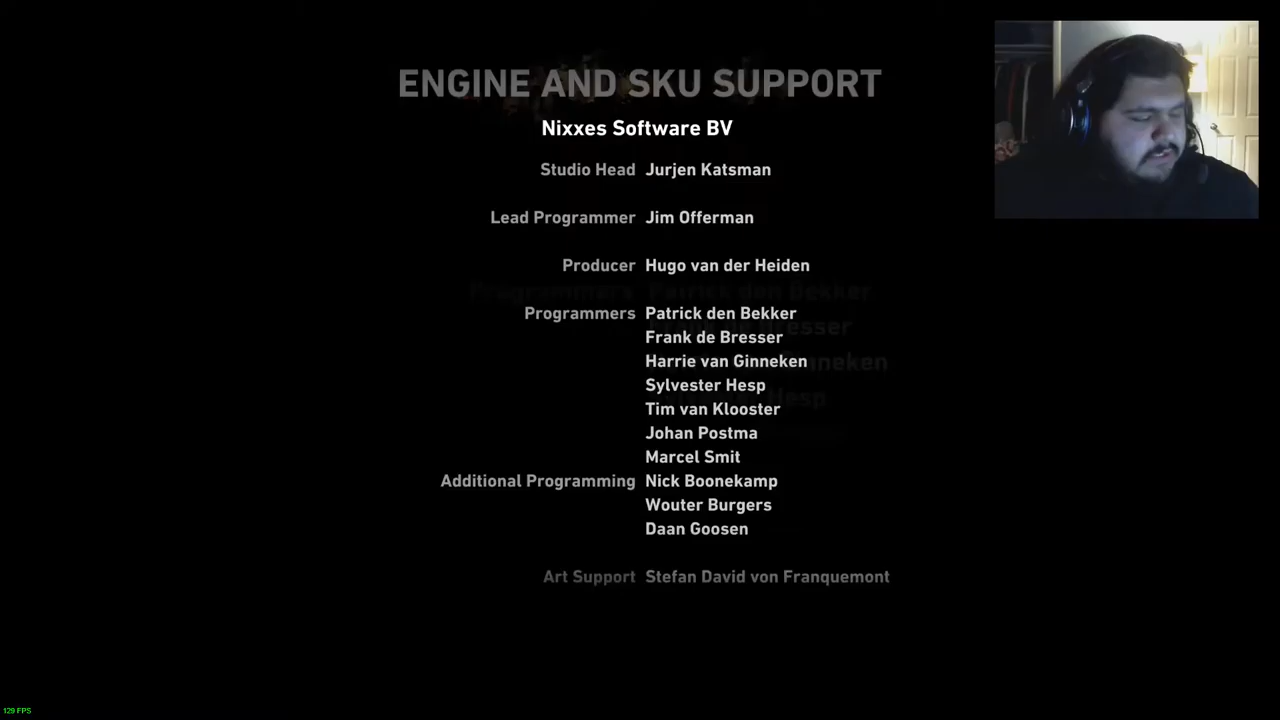 ENGINE AND SKU SUPPORT
Nixxes Software BV
Studio Head Jurjen Katsman
Lead Programmer Jim Offerman
Producer Hugo van der Heiden
Programmers Patrick den Bekker
Frank de Bresser
Harrie van Ginneken
Sylvester Hesp
Tim van Klooster
Johan Postma
Marcel Smit
Additional Programming Nick Boonekamp
Wouter Burgers
Daan Goosen
Art Support Stefan David von Franquemont
129 FPS